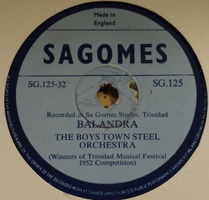 Made in
England
SAGOMES
SG.125-32 SG.125
Recorded in Sa Gomes Studio, Trinidad
BALANDRA
THE BOYS TOWN STEEL
ORCHESTRA
(Winners of Trinidad Musical Festival
1952 Competition)